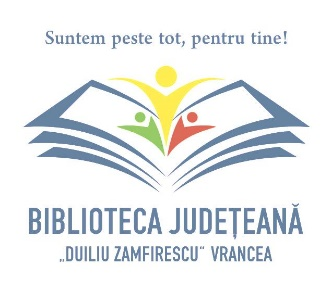 Suntem peste tot, pentru tine!
BIBLIOTECA JUDEȚEANĂ
„DUILIU ZAMFIRESCU“ VRANCEA